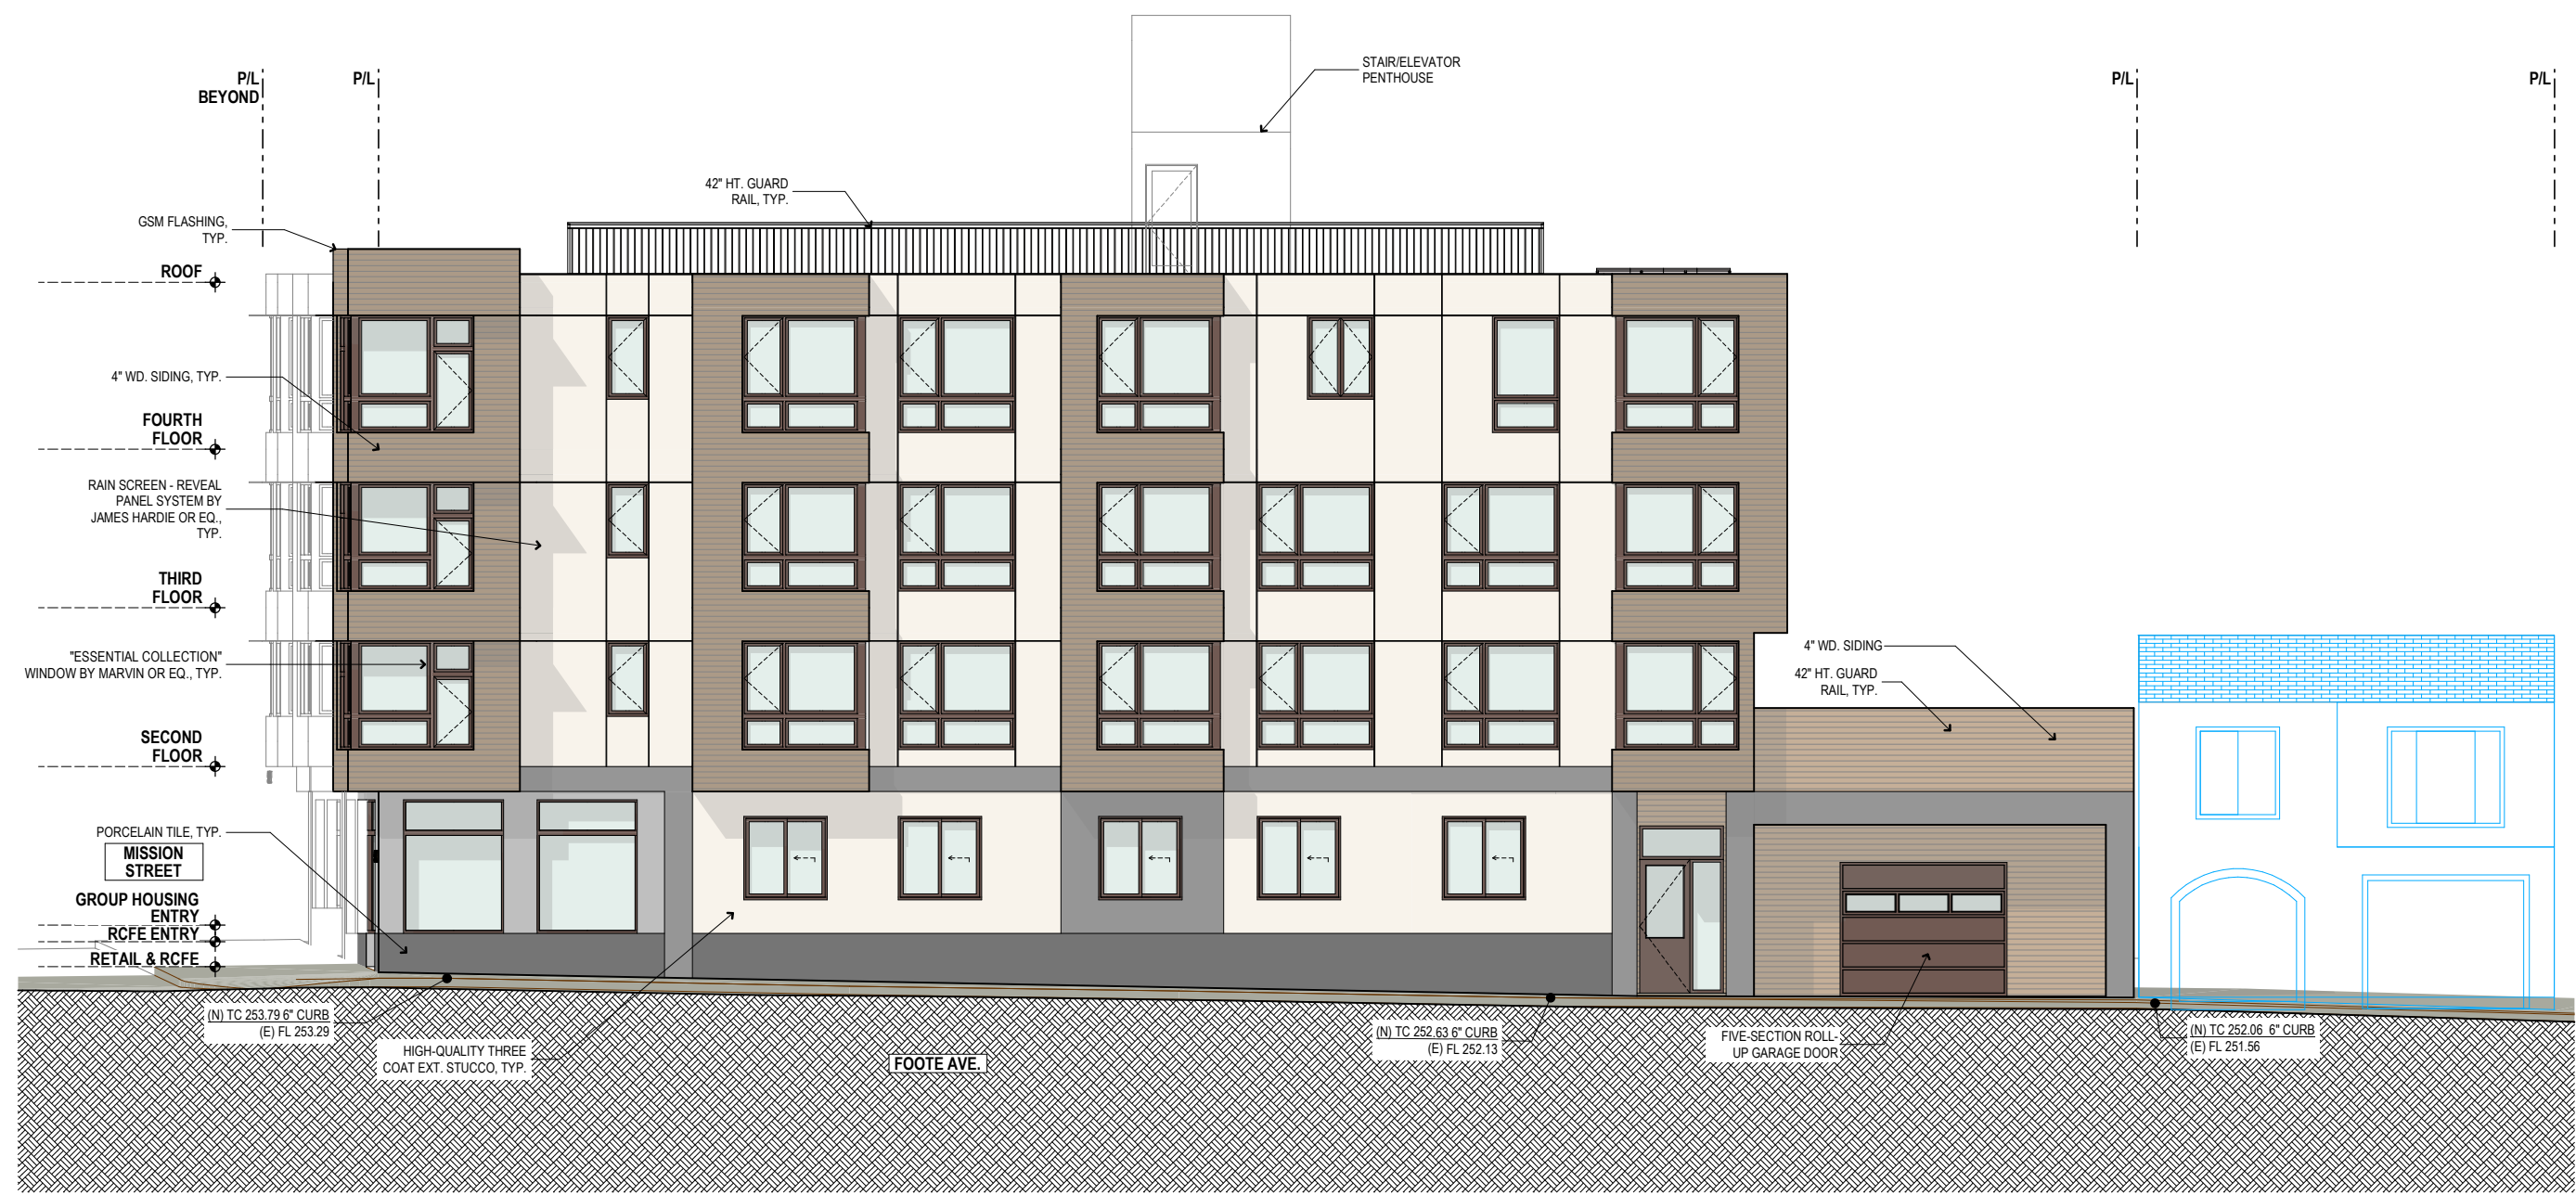 P/L
BEYOND
P/L
STAIR/ELEVATOR
PENTHOUSE
P/L
P/L
42" HT. GUARD
RAIL, TYP.
GSM FLASHING,
TYP.
ROOF
4" WD. SIDING, TYP.
FOURTH
FLOOR
RAIN SCREEN - REVEAL
PANEL SYSTEM BY
JAMES HARDIE OR EQ.,
TYP.
THIRD
FLOOR
"ESSENTIAL COLLECTION"
WINDOW BY MARVIN OR EQ., TYP.
4" WD. SIDING
42" HT. GUARD
RAIL, TYP.
SECOND
FLOOR
PORCELAIN TILE, TYP.
MISSION
STREET
GROUP HOUSING
ENTRY
RCFE ENTRY
RETAIL & RCFE
(N) TC 253.79 6" CURB
(E) FL 253.29
HIGH-QUALITY THREE
COAT EXT. STUCCO, TYP.
FOOTE AVE.
(N) TC 252.63 6" CURB
(E) FL 252.13
FIVE-SECTION ROLL-
UP GARAGE DOOR
(N) TC 252.06 6" CURB
(E) FL 251.56